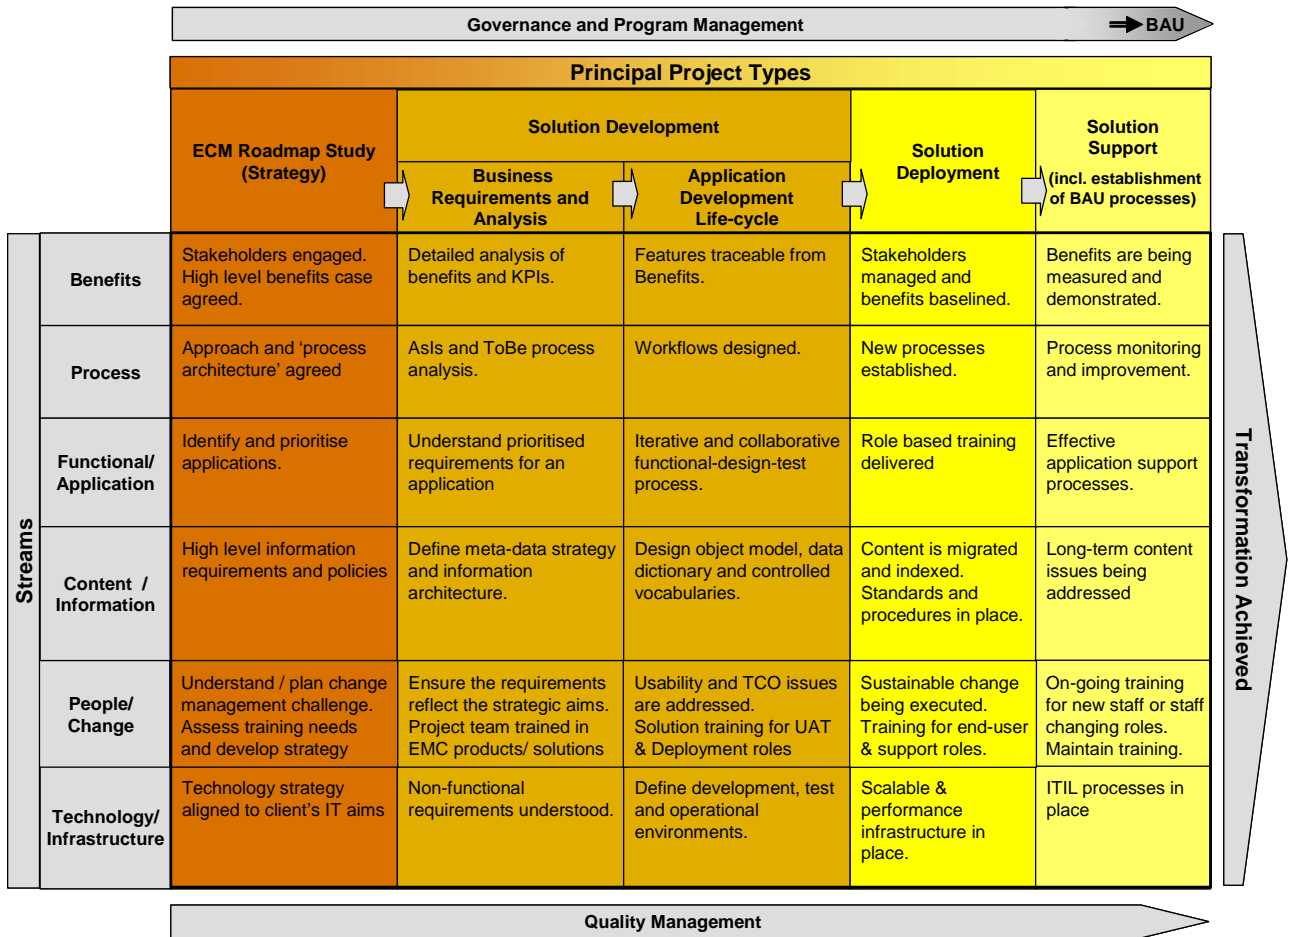 Governance and Program Management
BAU
Principal Project Types
ECM Roadmap Study
(Strategy)
Solution Development
Business
Requirements and
Analysis
Application
Development
Life-cycle
Solution
Deployment
Solution
Support
(incl. establishment
of BAU processes)
Streams
Benefits
Stakeholders engaged.
High level benefits case
agreed.
Detailed analysis of
benefits and KPIs.
Features traceable from
Benefits.
Stakeholders
managed and
benefits baselined.
Benefits are being
measured and
demonstrated.
Process
Approach and ‘process
architecture’ agreed
AsIs and ToBe process
analysis.
Workflows designed.
New processes
established.
Process monitoring
and improvement.
Functional/
Application
Identify and prioritise
applications.
Understand prioritised
requirements for an
application
Iterative and collaborative
functional-design-test
process.
Role based training
delivered
Effective
application support
processes.
Content /
Information
High level information
requirements and policies
Define meta-data strategy
and information
architecture.
Design object model, data
dictionary and controlled
vocabularies.
Content is migrated
and indexed.
Standards and
procedures in place.
Long-term content
issues being
addressed
People/
Change
Understand / plan change
management challenge.
Assess training needs
and develop strategy
Ensure the requirements
reflect the strategic aims.
Project team trained in
EMC products/ solutions
Usability and TCO issues
are addressed.
Solution training for UAT
& Deployment roles
Sustainable change
being executed.
Training for end-user
& support roles.
On-going training
for new staff or staff
changing roles.
Maintain training.
Technology/
Infrastructure
Technology strategy
aligned to client’s IT aims
Non-functional
requirements understood.
Define development, test
and operational
environments.
Scalable &
performance
infrastructure in
place.
ITIL processes in
place
Transformation Achieved
Quality Management